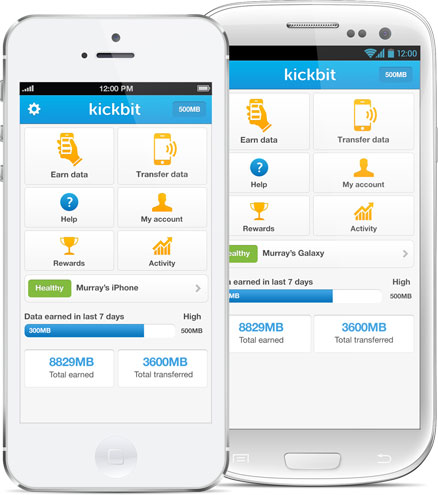 12:00 PM
kickbit
500MB
Earn data
Transfer data
Help
My account
Rewards
Activity
Healthy
Murray's iPhone
Data earned in last 7 days
High
300MB
500MB
8829MB
Total earned
3600MB
Total transferred
12:00
kickbit
500MB
Earn data
Transfer data
Help
My account
Rewards
Activity
ealthy
Murray's Galaxy
a earned in last 7 days
High
MB
500MB
8829MB
Total earned
3600MB
Total transferred